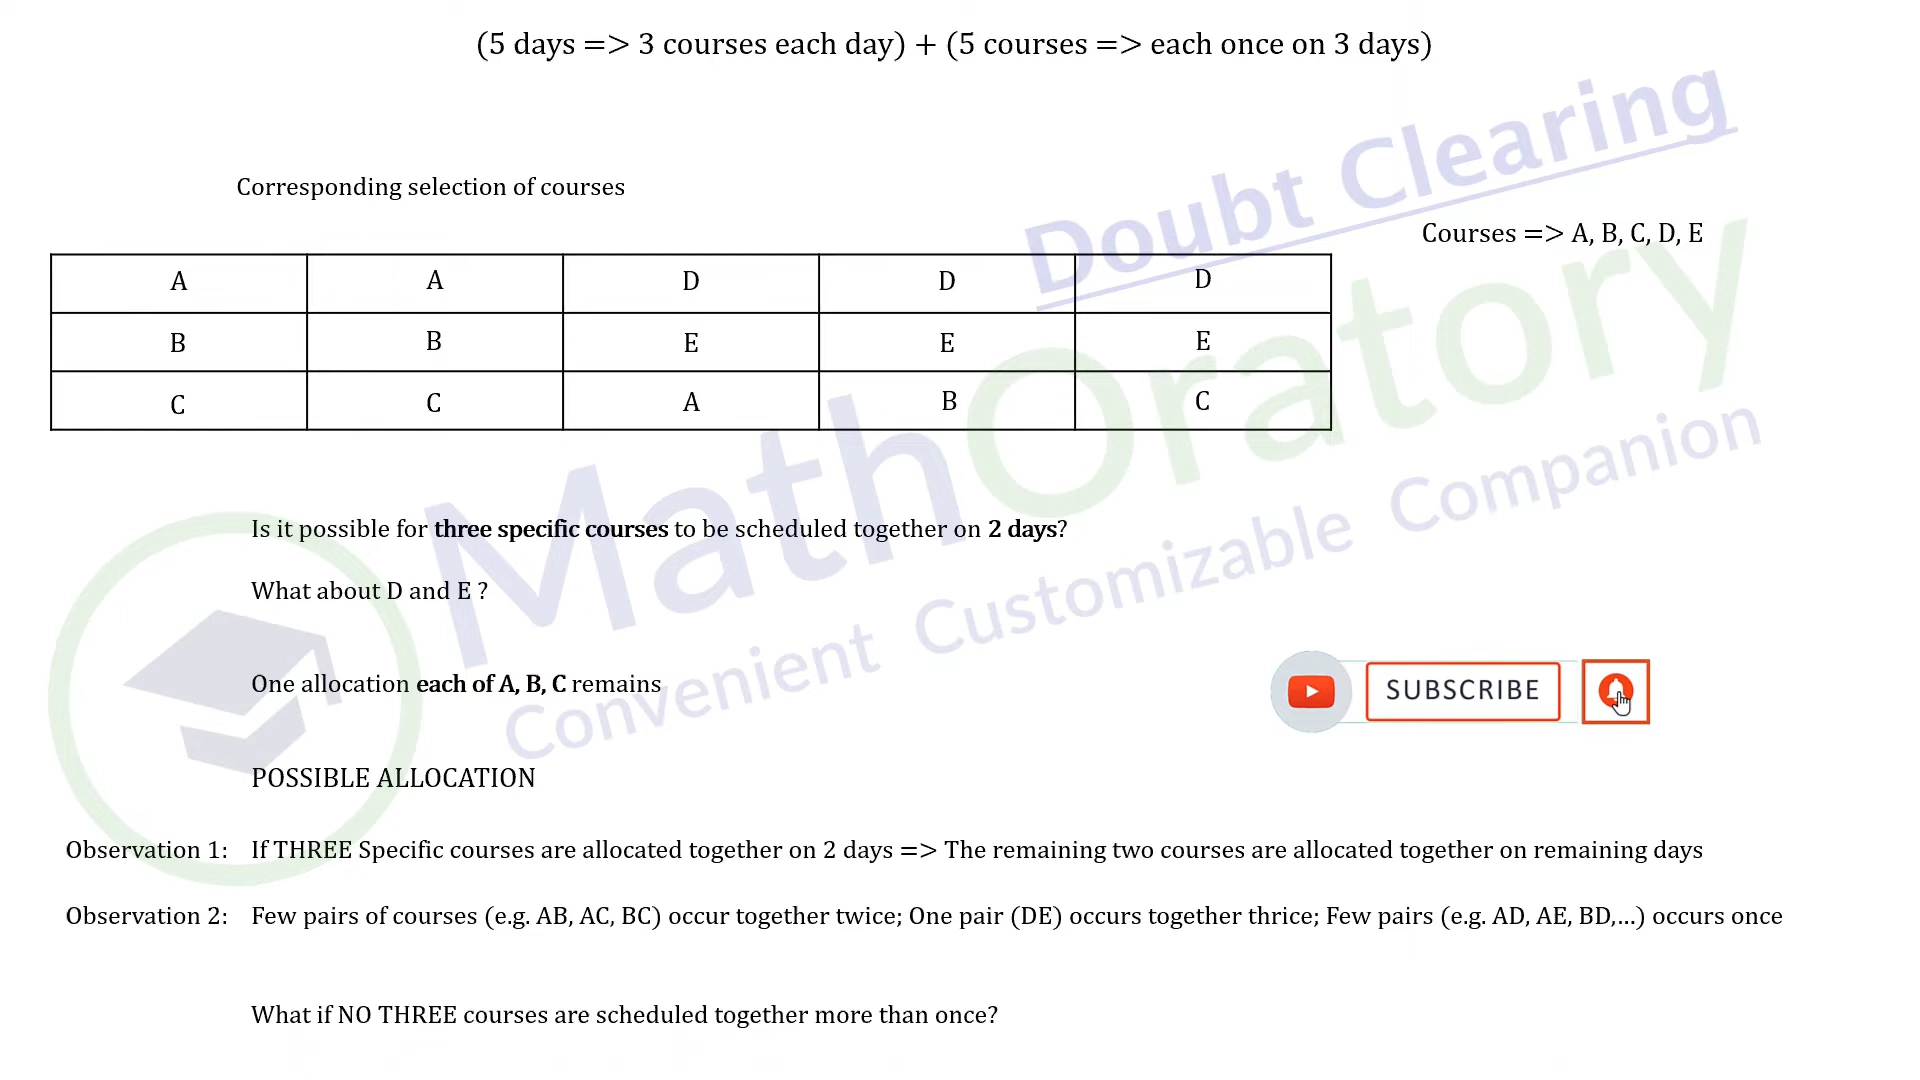 (5 days => 3 courses each day) + (5 courses => each once on 3 days)
Doubt Clearing
Corresponding selection of courses
Courses => A, B, C, D, E
A A D D D
B B E E E
C C A B C
MathOratory
Convenient Customizable Companion
Is it possible for three specific courses to be scheduled together on 2 days?
What about D and E ?
One allocation each of A, B, C remains
SUBSCRIBE
POSSIBLE ALLOCATION
Observation 1: If THREE Specific courses are allocated together on 2 days => The remaining two courses are allocated together on remaining days
Observation 2: Few pairs of courses (e.g. AB, AC, BC) occur together twice; One pair (DE) occurs together thrice; Few pairs (e.g. AD, AE, BD,...) occurs once
What if NO THREE courses are scheduled together more than once?